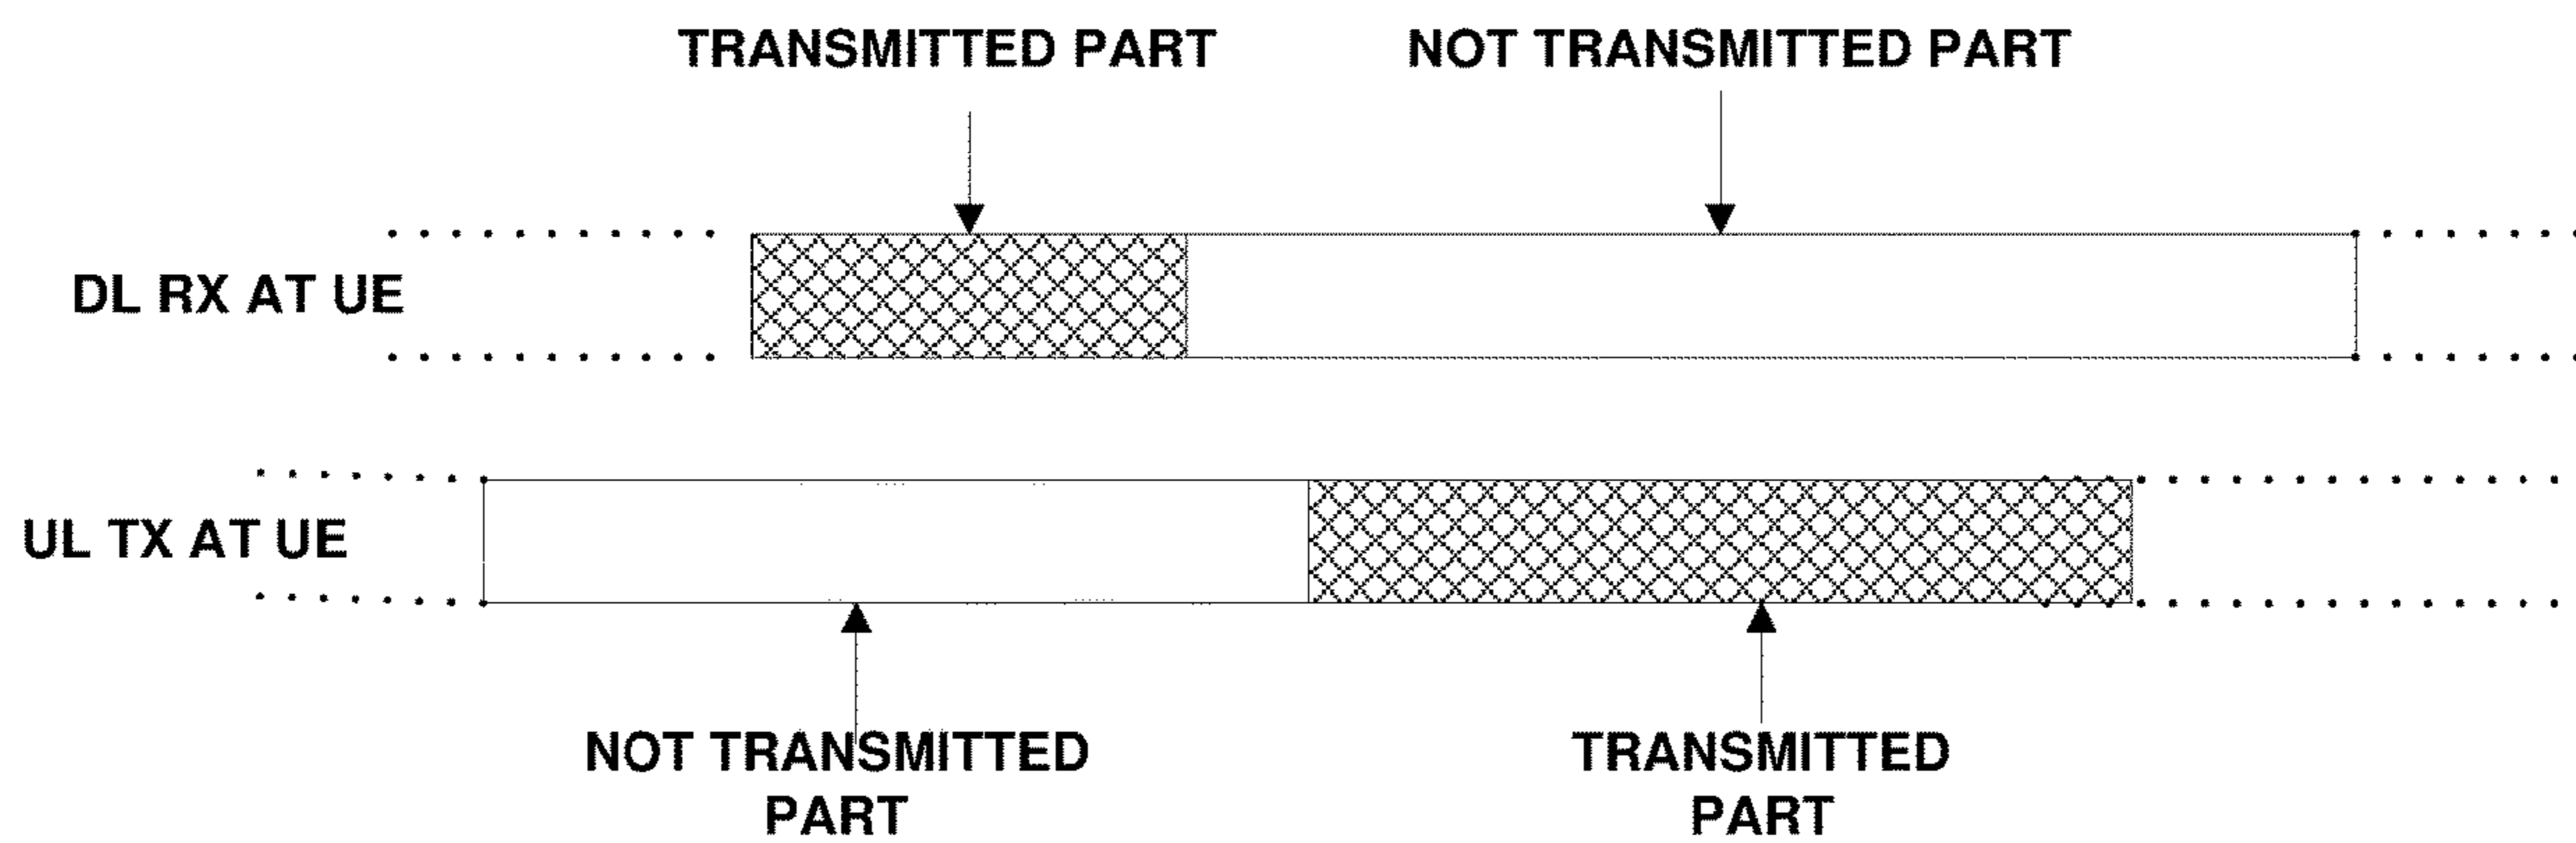 TRANSMITTED PART
NOT TRANSMITTED PART
DL RX AT UE
UL TX AT UE
NOT TRANSMITTED
PART
TRANSMITTED
PART